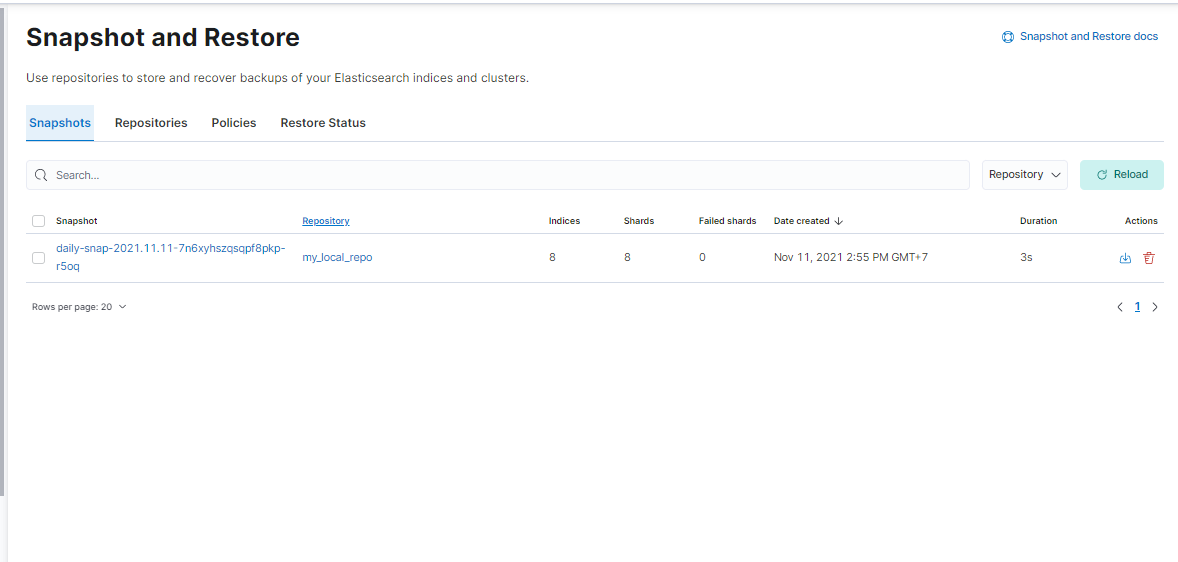 Snapshot and Restore
Snapshot and Restore docs
Use repositories to store and recover backups of your Elasticsearch indices and clusters.
Snapshots Repositories Policies Restore Status
Search... Repository Reload
Snapshot Repository Indices Shards Failed shards Date created Duration Actions
daily-snap-2021.11.11-7n6xyhszqsqpf8pkp-
r5oq
my_local_repo 8 8 0 Nov 11, 2021 2:55 PM GMT+7 3s
Rows per page: 20 1